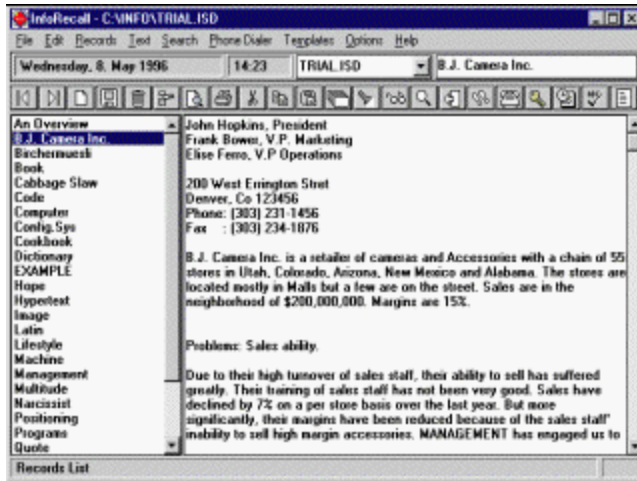 InfoRecall - C:\INFO\TRIAL.ISD
File Edit Records Text Search Phone Dialer Templates Options Help
Wednesday, 8. May 1996 14:23 TRIAL.ISD B.J. Camera Inc.
An Overview
B.J. Camera Inc.
Birchermuesli
Book
Cabbage Slaw
Code
Computer
Config.Sys
Cookbook
Dictionary
EXAMPLE
Hope
Hypertext
Image
Latin
Lifestyle
Machine
Management
Multitude
Narcissist
Positioning
Programs
Quote
John Hopkins, President
Frank Bower, V.P. Marketing
Elise Ferro, V.P Operations
200 West Errington Stret
Denver, Co 123456
Phone: (303) 231-1456
Fax : (303) 234-1876
B.J. Camera Inc. is a retailer of cameras and Accessories with a chain of 55
stores in Utah, Colorado, Arizona, New Mexico and Alabama. The stores are
located mostly in Malls but a few are on the street. Sales are in the
neighborhood of $200,000,000. Margins are 15%.
Problems: Sales ability.
Due to their high turnover of sales staff, their ability to sell has suffered
greatly. Their training of sales staff has not been very good. Sales have
declined by 7% on a per store basis over the last year. But more
significantly, their margins have been reduced because of the sales staff'
inability to sell high margin accessories. MANAGEMENT has engaged us to
Records List